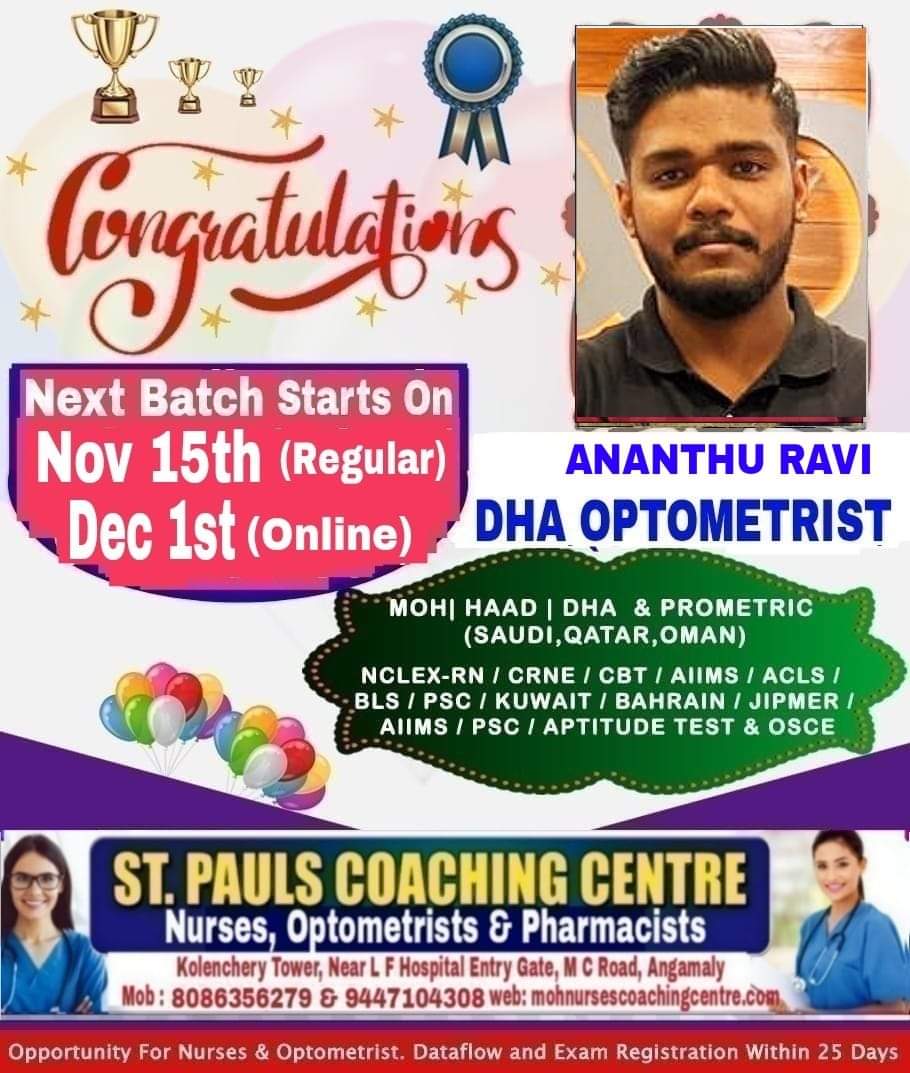 Congratulations
Next Batch Starts On
Nov 15th (Regular)
Dec 1st (Online)
ANANTHU RAVI
DHA OPTOMETRIST
MOH| HAAD | DHA & PROMETRIC
(SAUDI,QATAR,OMAN)
NCLEX-RN / CRNE / CBT / AIIMS / ACLS /
BLS / PSC / KUWAIT / BAHRAIN / JIPMER /
AIIMS / PSC / APTITUDE TEST & OSCE
ST. PAULS COACHING CENTRE
Nurses, Optometrists & Pharmacists
Kolenchery Tower, Near L F Hospital Entry Gate, M C Road, Angamaly
Mob : 8086356279 & 9447104308 web: mohnursescoachingcentre.com
Opportunity For Nurses & Optometrist. Dataflow and Exam Registration Within 25 Days